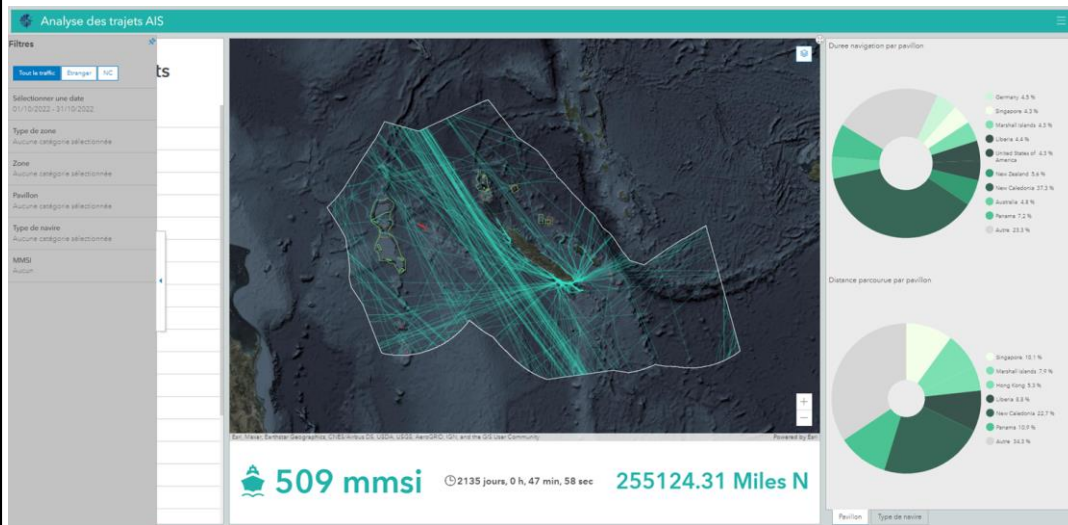 Analyse des trajets AIS
Filtres
Tout le traffic
Etranger
NC
ts
Sélectionner une date
01/10/2022 - 31/10/2022
Type de zone
Aucune catégorie sélectionnée
Zone
Aucune catégorie sélectionnée
Pavillon
Aucune catégorie sélectionnée
Type de navire
Aucune catégorie sélectionnée
MMSI
Aucun
Esri, Maxar, Earthstar Geographics, CNES/Airbus DS, USDA, USGS, AeroGRID, IGN, and the GIS User Community
Powered by Esri
509 mmsi
2135 jours, 0 h, 47 min, 58 sec
255124.31 Miles N
Duree navigation par pavillon
Germany 4,5 %
Singapore 4,3 %
Marshall Islands 4,5 %
Liberia 4,4 %
United States of America 4,3 %
New Zealand 5,6 %
New Caledonia 37,3 %
Australia 4,8 %
Panama 7,2 %
Autre 23,5 %
Distance parcourue par pavillon
Singapore 10,1 %
Marshall Islands 7,9 %
Hong Kong 5,3 %
Liberia 8,8 %
New Caledonia 22,7 %
Panama 10,9 %
Autre 34,3 %
Pavillon
Type de navire